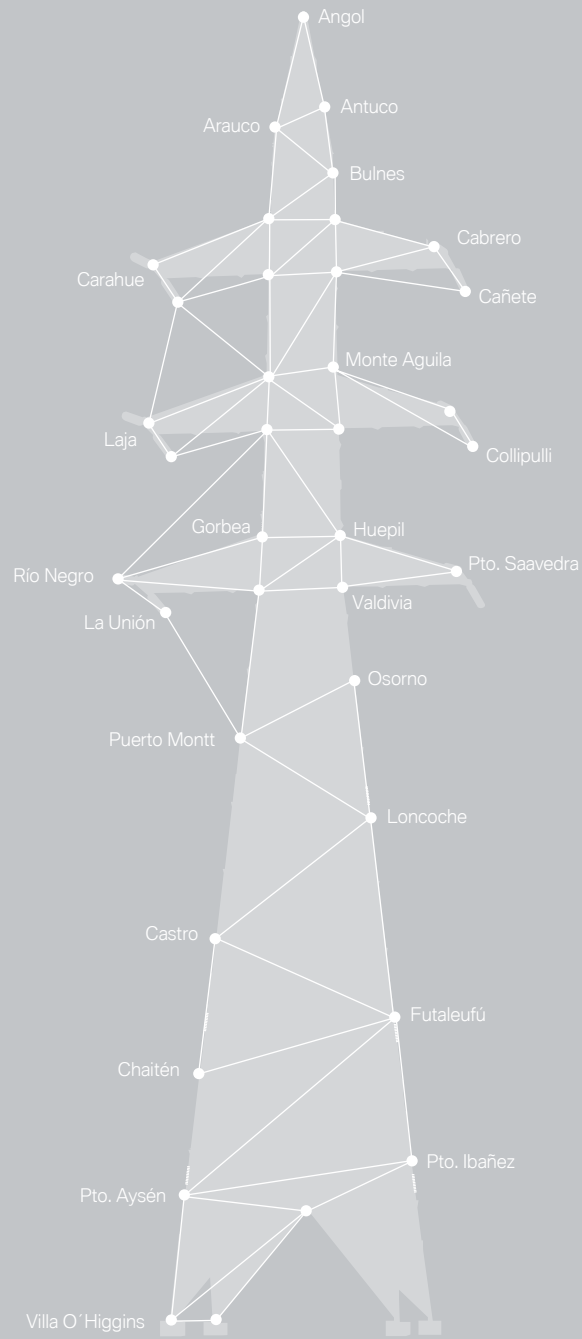 Angol
Antuco
Arauco
Bulnes
Cabrero
Carahue
Cañete
Monte Aguila
Laja
Collipulli
Gorbea
Huepil
Pto. Saavedra
Río Negro
Valdivia
La Unión
Osorno
Puerto Montt
Loncoche
Castro
Futaleufú
Chaitén
Pto. Ibañez
Pto. Aysén
Villa O´Higgins